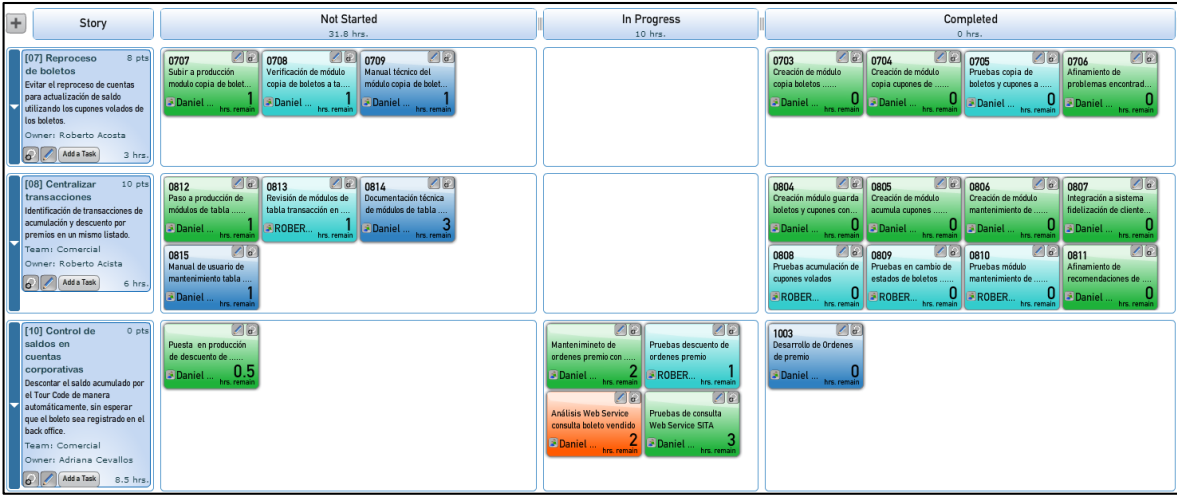 Story
Not Started
31.8 hrs.
In Progress
10 hrs.
Completed
0 hrs.
[07] Reproceso de boletos
8 pts
Evitar el reproceso de cuentas
para actualización de saldo
utilizando los cupones volados de
los boletos.
Owner: Roberto Acosta
Add a Task
3 hrs.
0707
Subir a producción
modulo copia de bolet...
Daniel ...
1
hrs. remain
0708
Verificación de módulo
copia de boletos a ta....
Daniel ...
1
hrs. remain
0709
Manual técnico del
módulo copia de bolet...
Daniel ...
1
hrs. remain
0703
Creación de módulo
copia boletos ......
Daniel ...
0
hrs. remain
0704
Creación de módulo
copia cupones de ......
Daniel ...
0
hrs. remain
0705
Pruebas copia de
boletos y cupones a .....
Daniel ...
0
hrs. remain
0706
Afinamiento de
problemas encontrad...
Daniel ...
0
hrs. remain
[08] Centralizar
transacciones
10 pts
Identificación de transacciones de
acumulación y descuento por
premios en un mismo listado.
Team: Comercial
Owner: Roberto Acista
Add a Task
6 hrs.
0812
Paso a producción de
módulos de tabla ......
Daniel ...
1
hrs. remain
0813
Revisión de módulos de
tabla transacción en ....
ROBER...
1
hrs. remain
0814
Documentación técnica
de módulos de tabla ....
Daniel ...
3
hrs. remain
0815
Manual de usuario de
mantenimiento tabla ....
Daniel ...
1
hrs. remain
0804
Creación módulo guarda
boletos y cupones con...
Daniel ...
0
hrs. remain
0805
Creación de módulo
acumula cupones ......
Daniel ...
0
hrs. remain
0806
Creación de módulo
mantenimiento de ......
Daniel ...
0
hrs. remain
0807
Integración a sistema
fidelización de cliente...
Daniel ...
0
hrs. remain
0808
Pruebas acumulación de
cupones volados
ROBER...
0
hrs. remain
0809
Pruebas en cambio de
estados de boletos ......
ROBER...
0
hrs. remain
0810
Pruebas módulo
mantenimiento de ......
ROBER...
0
hrs. remain
0811
Afinamiento de
recomendaciones de ....
Daniel ...
0
hrs. remain
[10] Control de
saldos en
cuentas
corporativas
0 pts
Descontar el saldo acumulado por
el Tour Code de manera
automáticamente, sin esperar
que el boleto sea registrado en el
back office.
Team: Comercial
Owner: Adriana Cevallos
Add a Task
8.5 hrs.
Puesta en producción
de descuento de ......
Daniel ...
0.5
hrs. remain
Mantenimineto de
ordenes premio con .....
Daniel ...
2
hrs. remain
Pruebas descuento de
ordenes premio
ROBER...
1
hrs. remain
Análisis Web Service
consulta boleto vendido
Daniel ...
2
hrs. remain
Pruebas de consulta
Web Service SITA
Daniel ...
3
hrs. remain
1003
Desarrollo de Ordenes
de premio
Daniel ...
0
hrs. remain